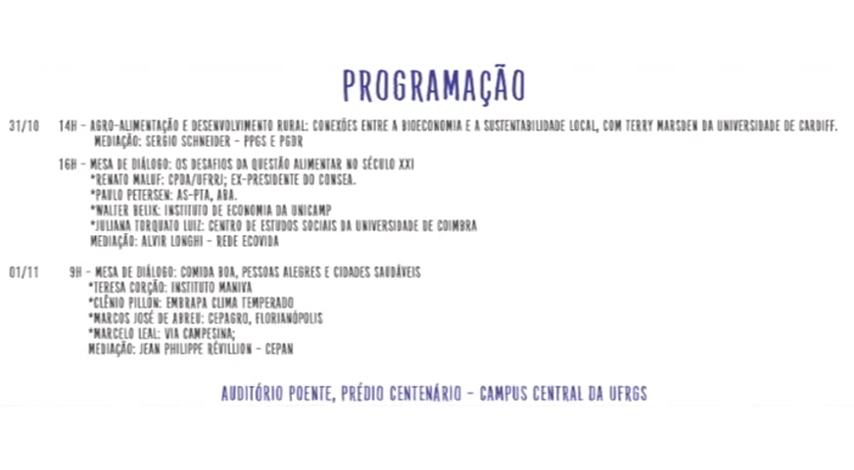 PROGRAMAÇÃO
31/10 14H - AGRO-ALIMENTAÇÃO E DESENVOLVIMENTO RURAL: CONEXÕES ENTRE A BIOECONOMIA E A SUSTENTABILIDADE LOCAL, COM TERRY MARSDEN DA UNIVERSIDADE DE CARDIFF.
MEDIAÇÃO: SERGIO SCHNEIDER - PPGS E PGDR
16H - MESA DE DIÁLOGO: OS DESAFIOS DA QUESTÃO ALIMENTAR NO SÉCULO XXI
*RENATO MALUF: CPDA/UFRRJ; EX-PRESIDENTE DO CONSEA.
*PAULO PETERSEN: AS-PTA, ABA.
*WALTER BELIK: INSTITUTO DE ECONOMIA DA UNICAMP
*JULIANA TORQUATO LUIZ: CENTRO DE ESTUDOS SOCIAIS DA UNIVERSIDADE DE COIMBRA
MEDIAÇÃO: ALVIR LONGHI - REDE ECOVIDA
01/11 9H - MESA DE DIÁLOGO: COMIDA BOA, PESSOAS ALEGRES E CIDADES SAUDÁVEIS
*TERESA CORÇÃO: INSTITUTO MANIVA
*CLÊNIO PILLON: EMBRAPA CLIMA TEMPERADO
*MARCOS JOSÉ DE ABREU: CEPAGRO, FLORIANÓPOLIS
*MARCELO LEAL: VIA CAMPESINA;
MEDIAÇÃO: JEAN PHILIPPE RÉVILLION - CEPAN
AUDITÓRIO POENTE, PRÉDIO CENTENÁRIO - CAMPUS CENTRAL DA UFRGS